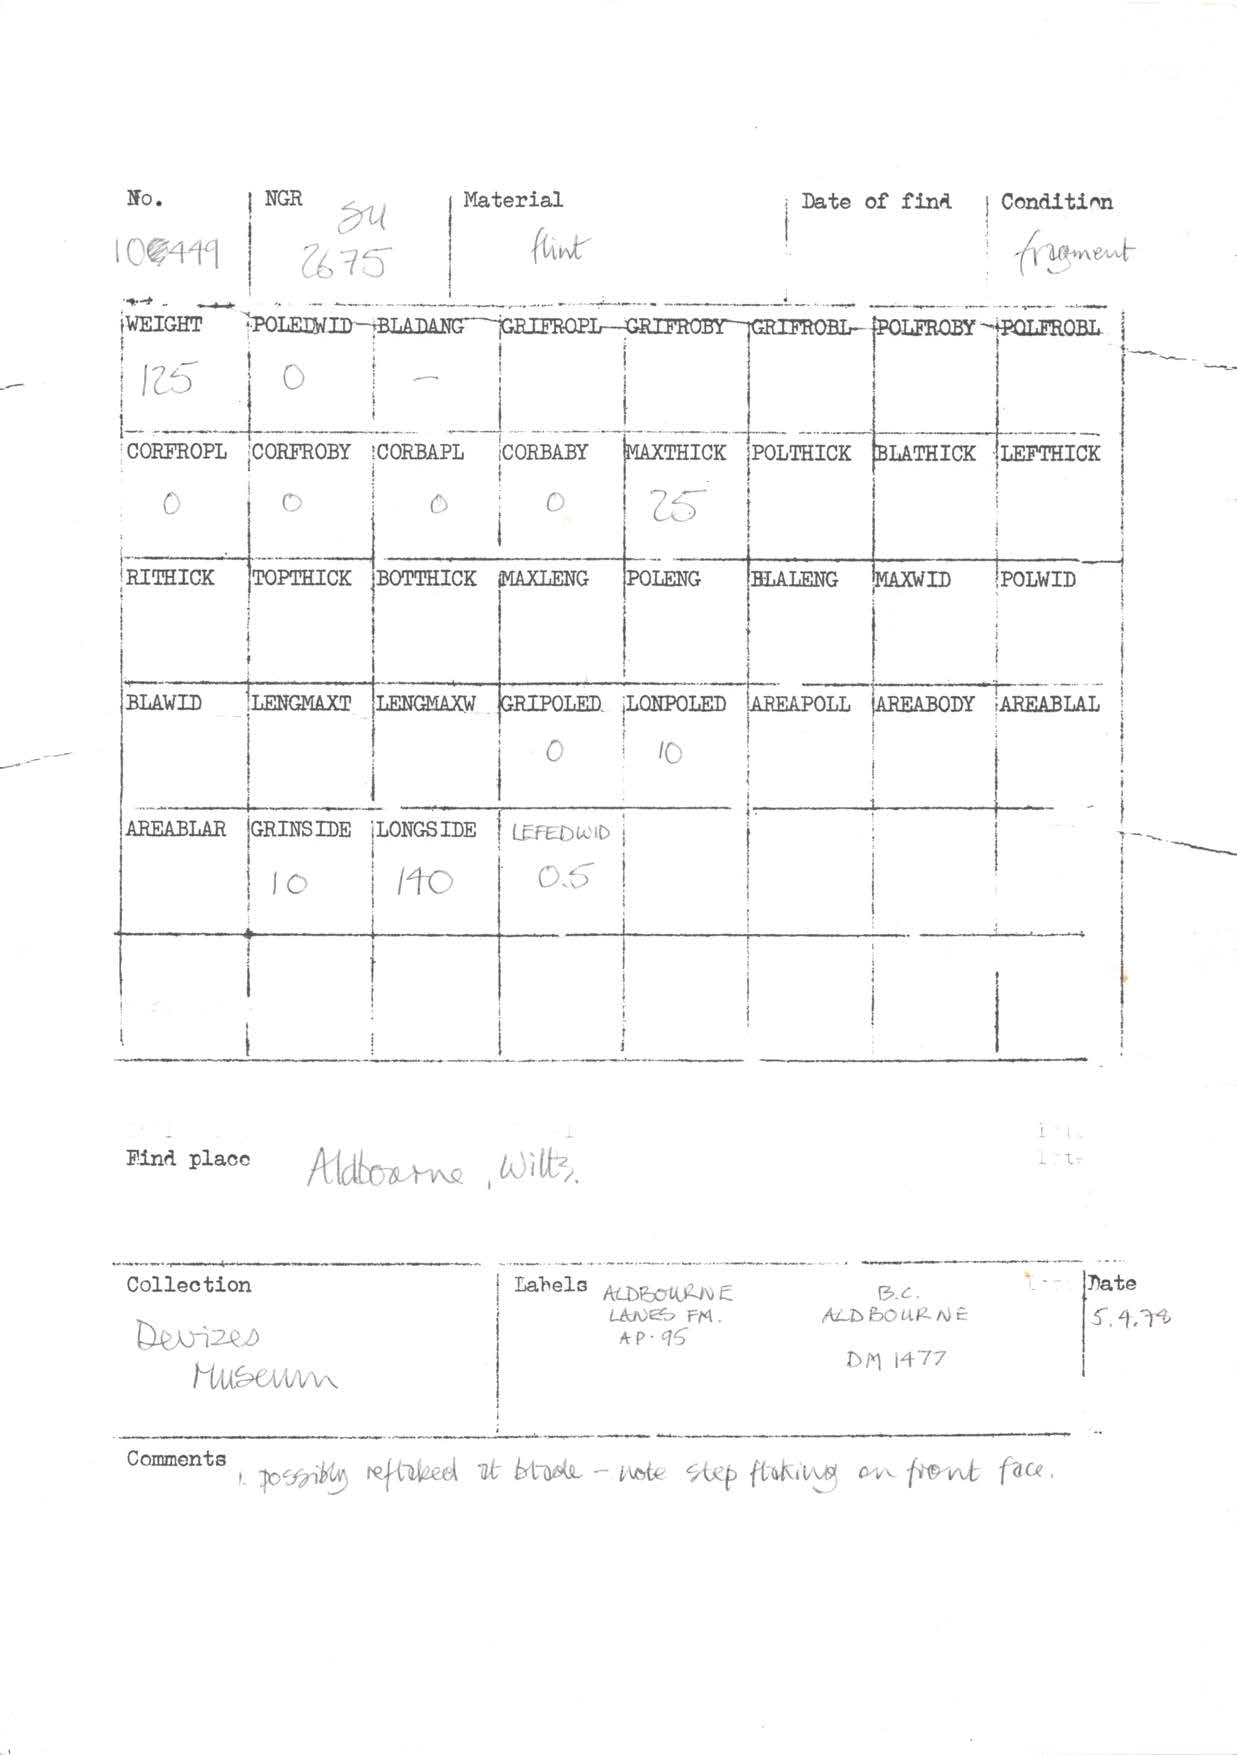 No. NGR Material Date of find Condition
SU
449 2675 flint fragment
WEIGHT POLEDWID BLADANG GRIFROPL GRIFROBY GRIFROBL POLFROBY POLFROBL
125 0 —
CORFROPL CORFROBY CORBAPL CORBABY MAXTHICK POLTHICK BLATHICK LEFTHICK
0 0 0 0 25
RITHICK TOPTHICK BOTTHICK MAXLENG POLENG BLALENG MAXWID POLWID
BLAWID LENGMAXT LENGMAXW GRIPOLED LONPOLED AREAPOLL AREABODY AREABLAL
0 10
AREABLAR GRINSIDE LONGSIDE LEFEDWID
10 140 0.5
Find place Aldbourne, Wilts.
Collection Labels ALDBOURNE B.C. Date
LANES FM. ALDBOURNE 5.4.78
Devizes AP.95
Museum DM 1477
Comments 1. possibly reflaked at blade – note step flaking on front face.